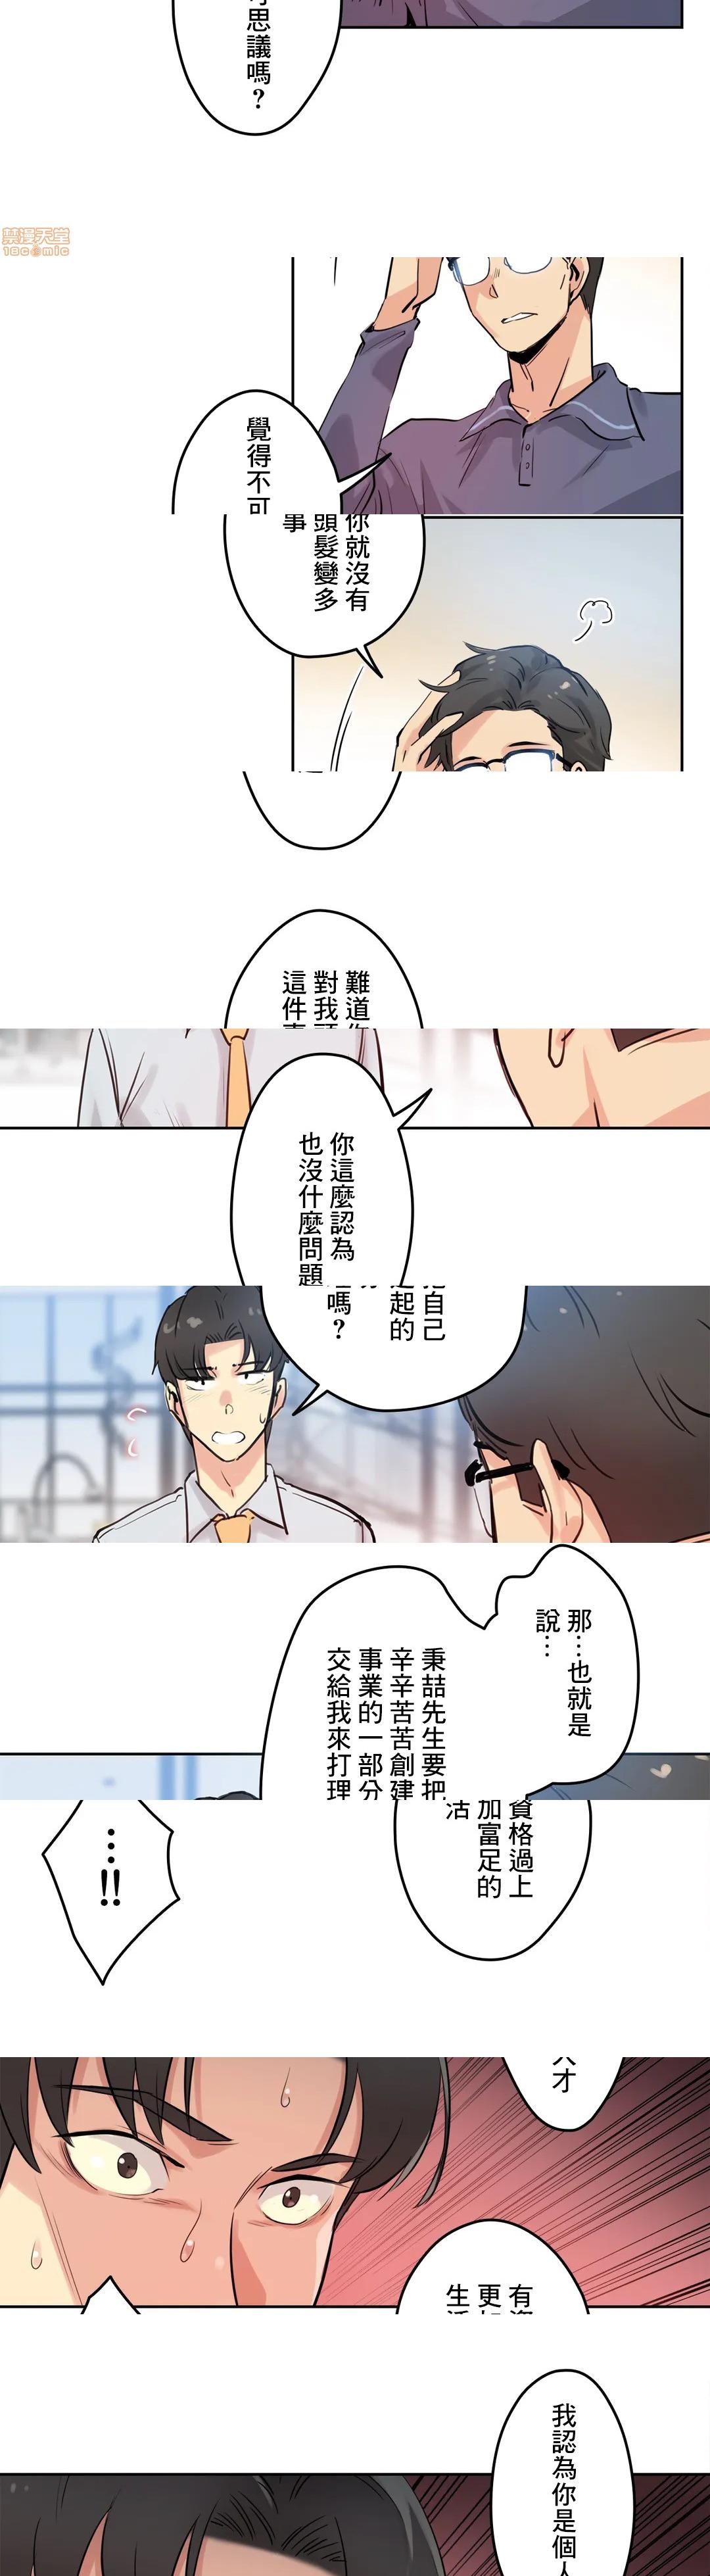 思議嗎？
禁漫天堂
18comic
覺得不可
你就沒有
頭髮變多
事
難道
對我
這件
你這麼認為
也沒什麼問題
自己
起的
嗎？
那…也就是
說…
秉喆先生要把
辛辛苦苦創建
事業的一部分
交給我來打理
資格過上
加富足的
活
…!!
才
有
更
生
我認為你是個人